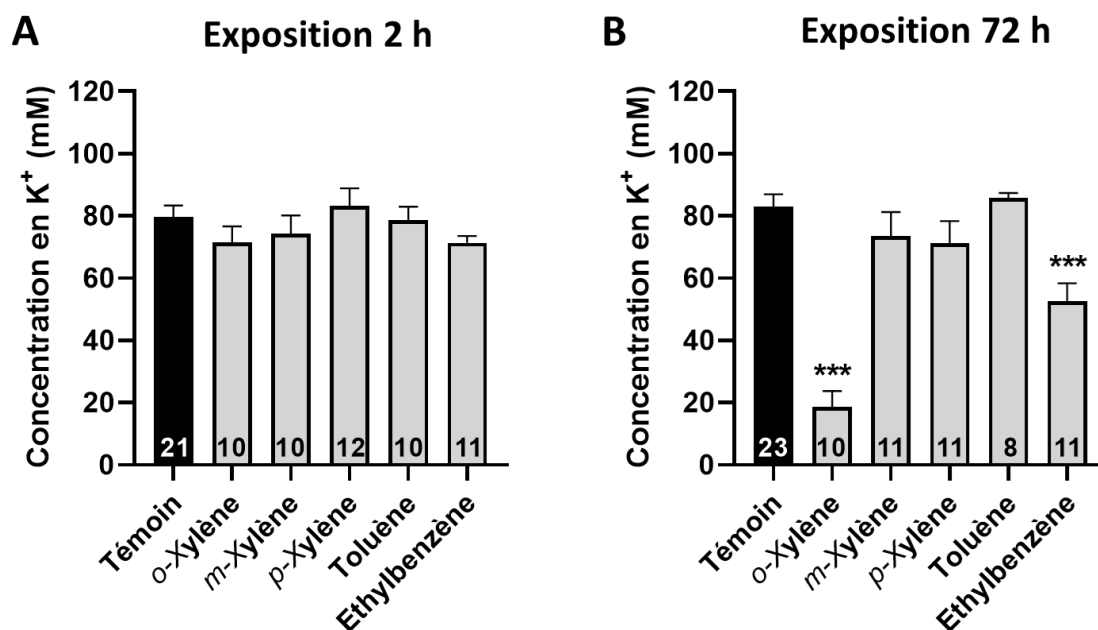 A
Exposition 2 h
Concentration en K⁺ (mM)
120
100
80
60
40
20
0
21
10
10
12
10
11
Témoin
o-Xylène
m-Xylène
p-Xylène
Toluène
Ethylbenzène
B
Exposition 72 h
Concentration en K⁺ (mM)
120
100
80
60
40
20
0
***
***
23
10
11
11
8
11
Témoin
o-Xylène
m-Xylène
p-Xylène
Toluène
Ethylbenzène